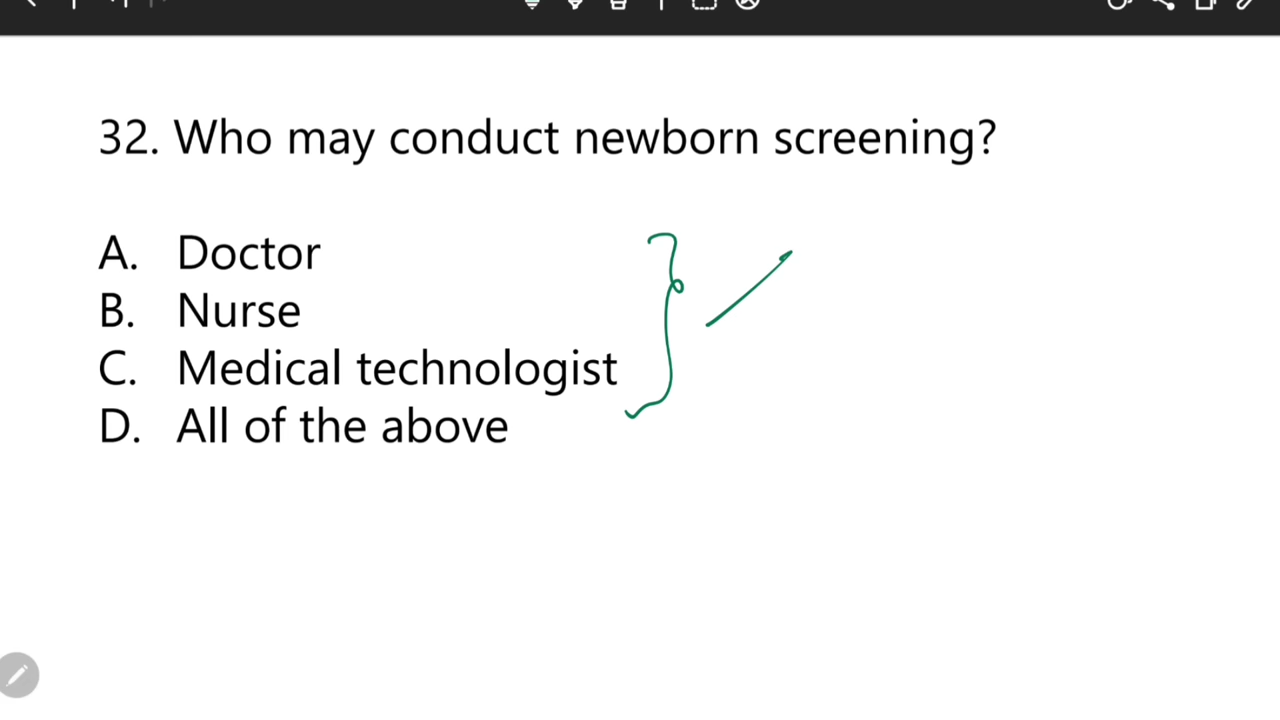 32. Who may conduct newborn screening?
A. Doctor
B. Nurse
C. Medical technologist
D. All of the above